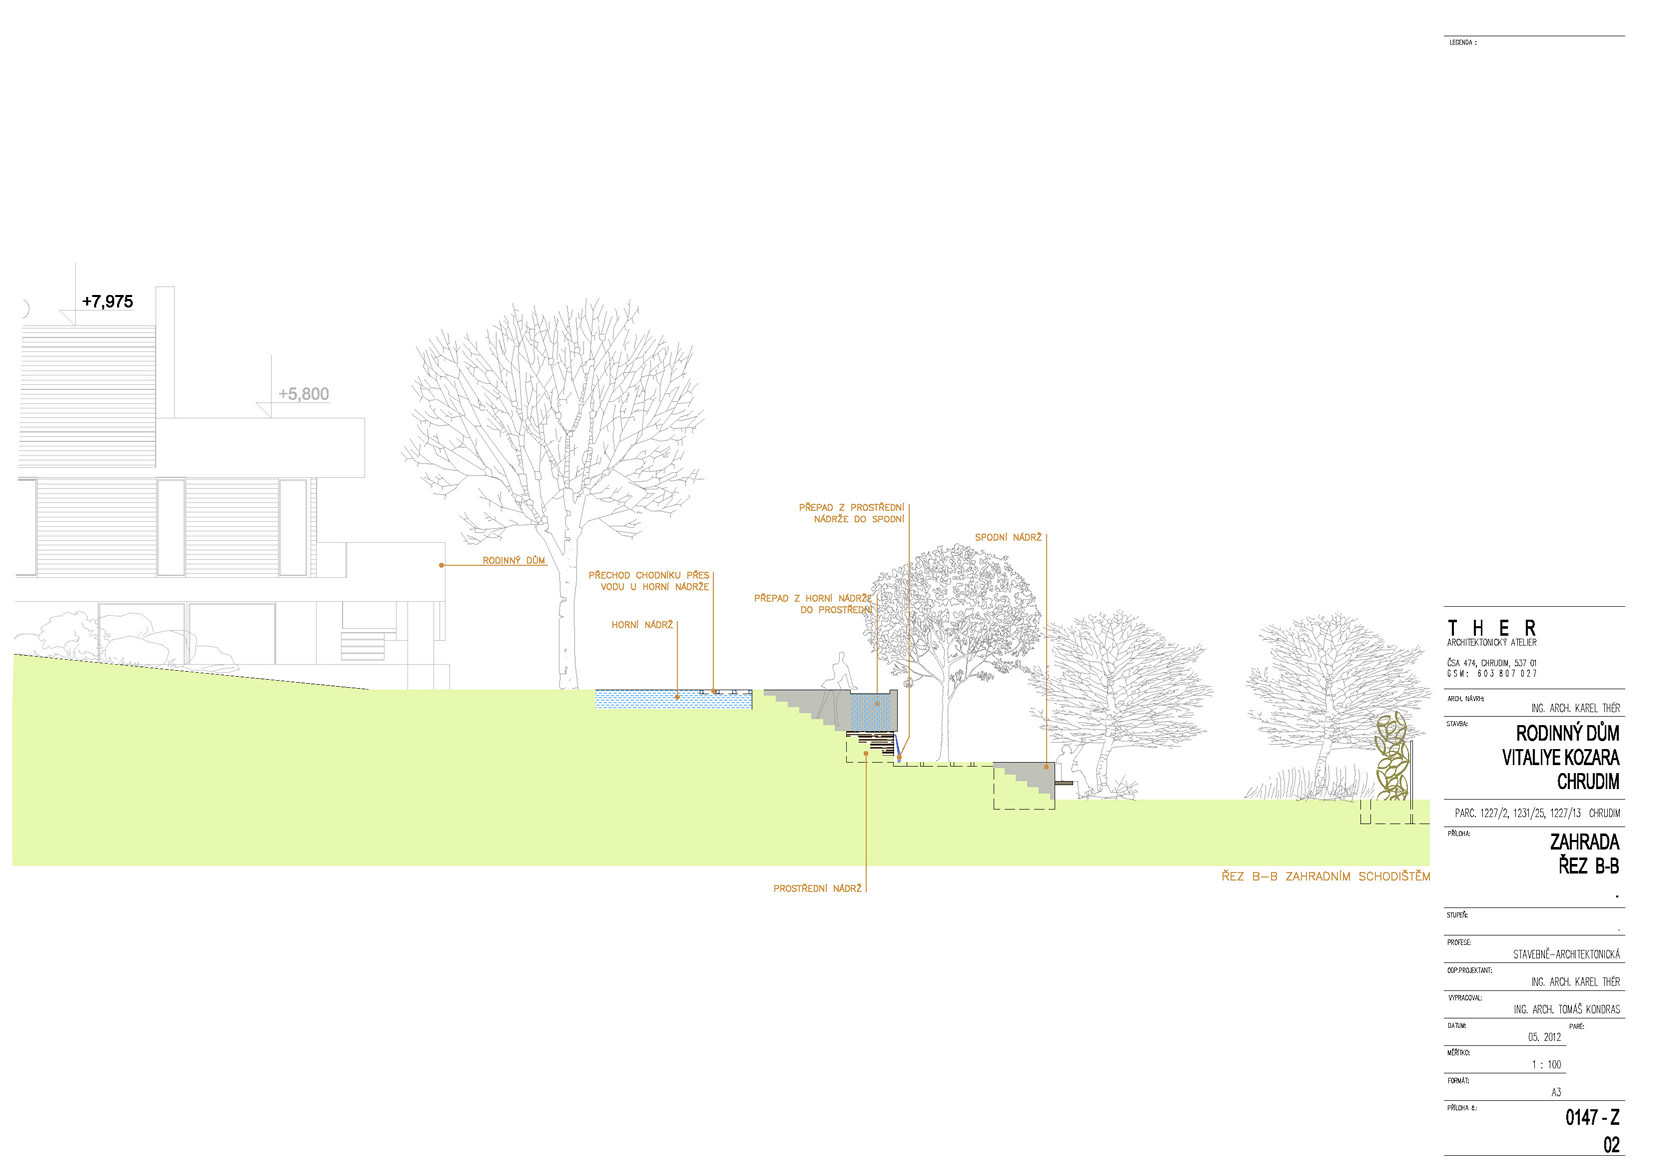 LEGENDA :
+7,975
+5,800
RODINNÝ DŮM
PŘECHOD CHODNÍKU PŘES
VODU U HORNÍ NÁDRŽE
HORNÍ NÁDRŽ
PŘEPAD Z PROSTŘEDNÍ
NÁDRŽE DO SPODNÍ
PŘEPAD Z HORNÍ NÁDRŽE
DO PROSTŘEDNÍ
SPODNÍ NÁDRŽ
PROSTŘEDNÍ NÁDRŽ
ŘEZ B-B ZAHRADNÍM SCHODIŠTĚM
THER
ARCHITEKTONICKÝ ATELIER
ČSA 474, CHRUDIM, 537 01
GSM: 603 807 027
ARCH. NÁVRH:
ING. ARCH. KAREL THÉR
STAVBA:
RODINNÝ DŮM
VITALIYE KOZARA
CHRUDIM
PARC. 1227/2, 1231/25, 1227/13 CHRUDIM
PŘÍLOHA:
ZAHRADA
ŘEZ B-B
.
STUPEŇ:
.
PROFESE:
STAVEBNĚ-ARCHITEKTONICKÁ
ODP.PROJEKTANT:
ING. ARCH. KAREL THÉR
VYPRACOVAL:
ING. ARCH. TOMÁŠ KONDRAS
DATUM: PARÉ:
05. 2012
MĚŘÍTKO:
1 : 100
FORMÁT:
A3
PŘÍLOHA č.:
0147 - Z
02